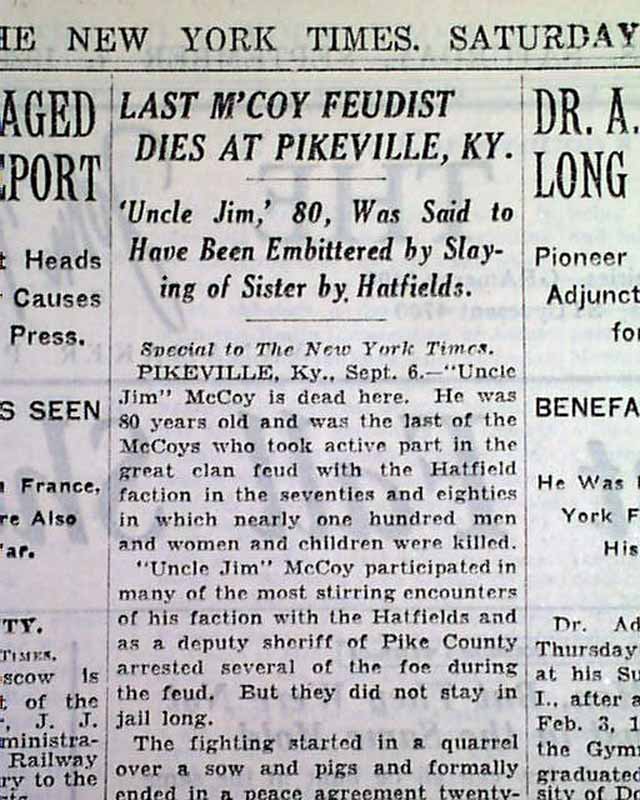 HE NEW YORK TIMES. SATURDAY
AGED
EPORT
t Heads
Causes
Press.
S SEEN
France,
re Also
ar.
TY.
TIMES.
scow is
t of the
J. J.
ministra-
Railway
ry to the
LAST M'COY FEUDIST
DIES AT PIKEVILLE, KY.
'Uncle Jim,' 80, Was Said to
Have Been Embittered by Slay-
ing of Sister by Hatfields.
Special to The New York Times.
PIKEVILLE, Ky., Sept. 6.—"Uncle
Jim" McCoy is dead here. He was
80 years old and was the last of the
McCoys who took active part in the
great clan feud with the Hatfield
faction in the seventies and eighties
in which nearly one hundred men
and women and children were killed.
"Uncle Jim" McCoy participated in
many of the most stirring encounters
of his faction with the Hatfields and
as a deputy sheriff of Pike County
arrested several of the foe during
the feud. But they did not stay in
jail long.
The fighting started in a quarrel
over a sow and pigs and formally
ended in a peace agreement twenty-
DR. A.
LONG
Pioneer
Adjunct
fo
BENEFA
He Was
York F
His
Dr. Ad
Thursday
at his Su
I., after a
Feb. 3, 1
the Gym
graduated
sity of De